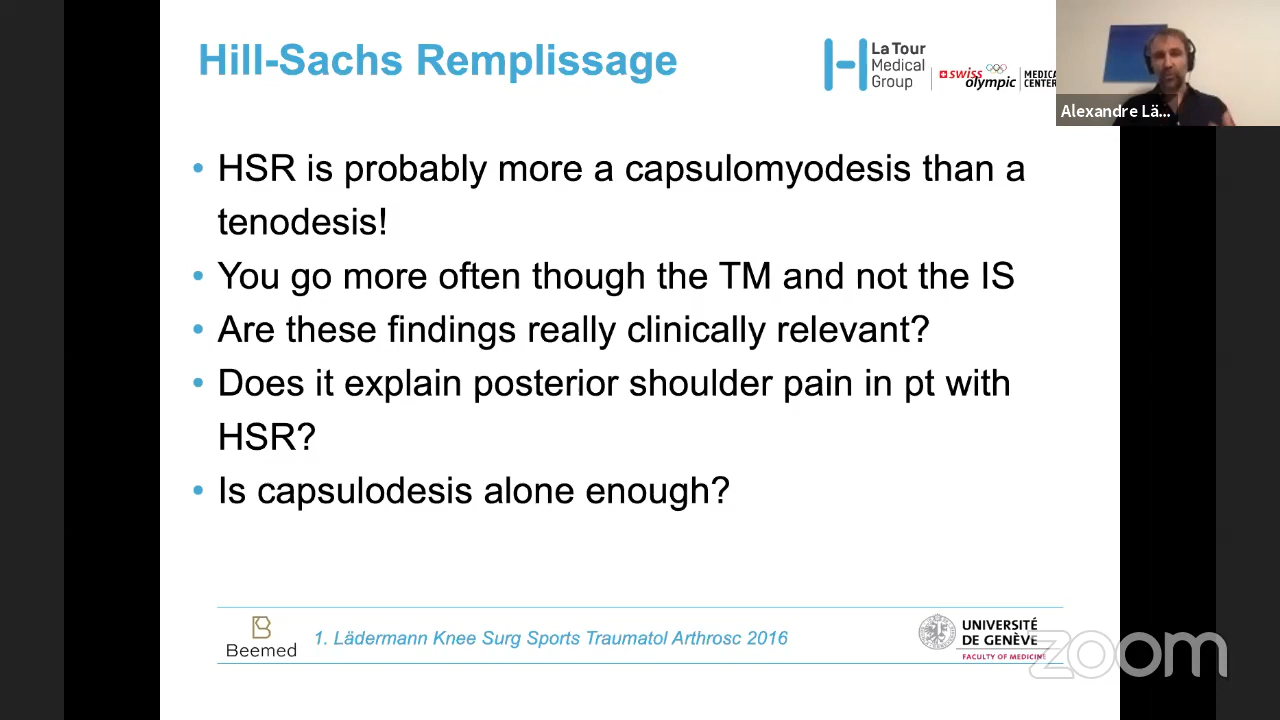 Hill-Sachs Remplissage
La Tour
Medical
Group
swiss
olympic
MEDICA
CENTER
Alexandre Lä...
• HSR is probably more a capsulomyodesis than a
tenodesis!
• You go more often though the TM and not the IS
• Are these findings really clinically relevant?
• Does it explain posterior shoulder pain in pt with
HSR?
• Is capsulodesis alone enough?
Beemed
1. Lädermann Knee Surg Sports Traumatol Arthrosc 2016
UNIVERSITÉ
DE GENÈVE
FACULTY OF MEDICINE
zoom